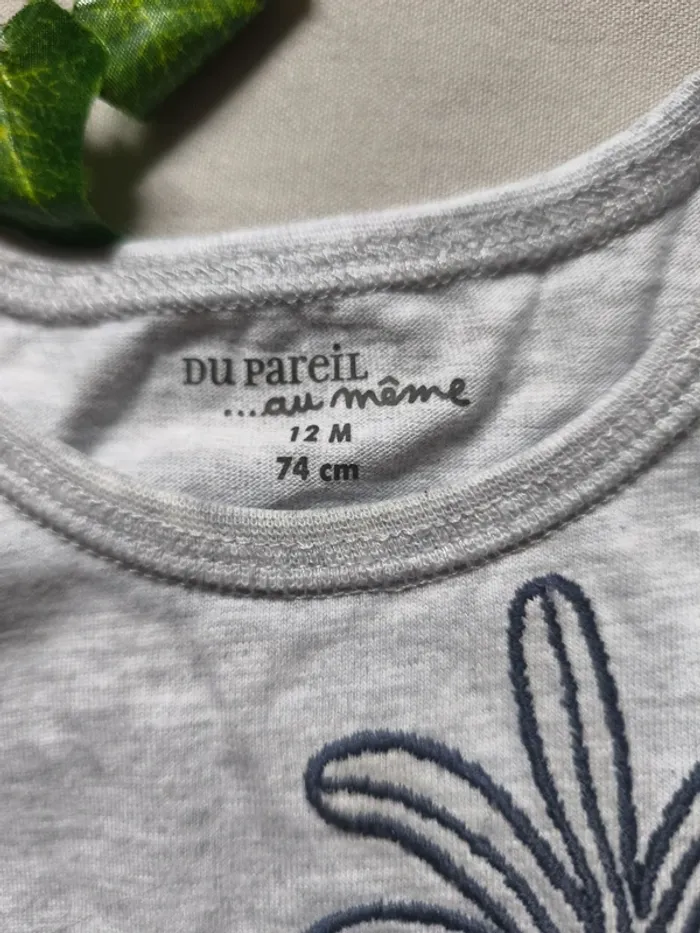 DU PAREIL
...au même
12 M
74 cm